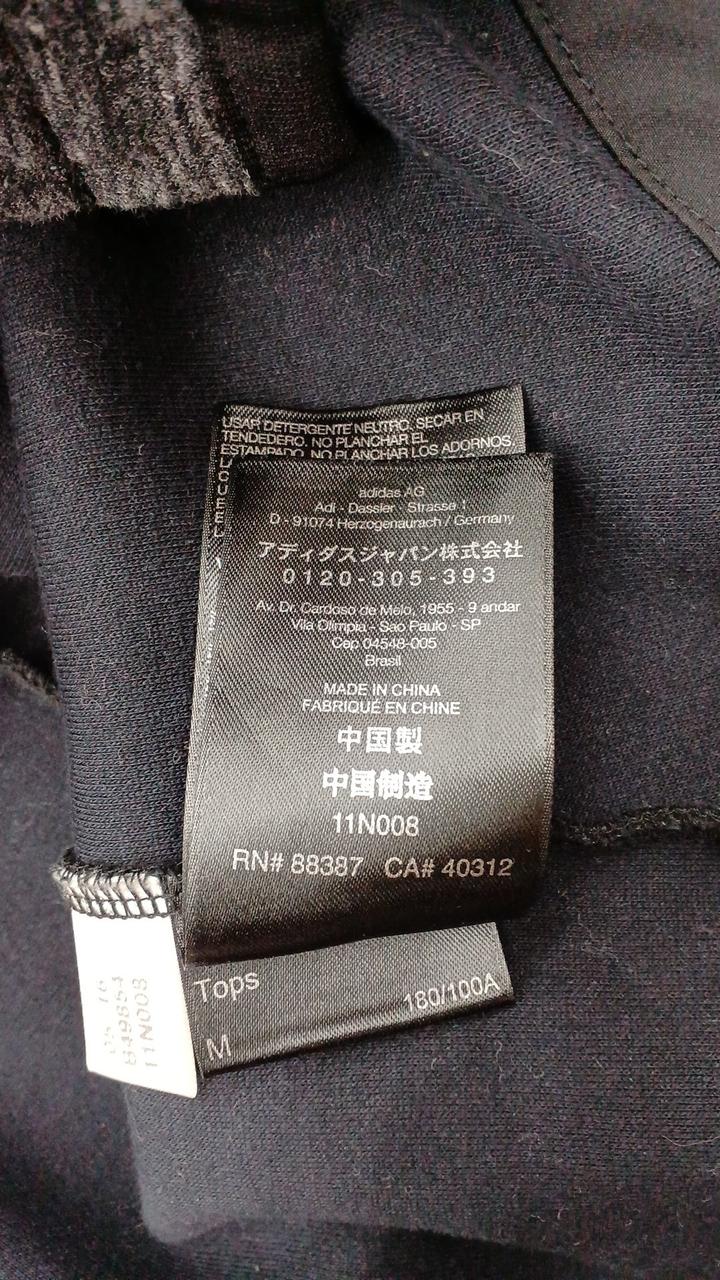 USAR DETERGENTE NEUTRO. SECAR EN
TENDEDERO. NO PLANCHAR EL
ESTAMPADO. NO PLANCHAR LOS ADORNOS.
adidas AG
Adi - Dassler - Strasse 1
D - 91074 Herzogenaurach / Germany
アディダスジャパン株式会社
0120-305-393
Av. Dr. Cardoso de Melo, 1955 - 9 andar
Vila Olimpia - Sao Paulo - SP
Cep 04548-005
Brasil
MADE IN CHINA
FABRIQUÉ EN CHINE
中国製
中国制造
11N008
RN# 88387 CA# 40312
Tops
180/100A
M
849854
11N008